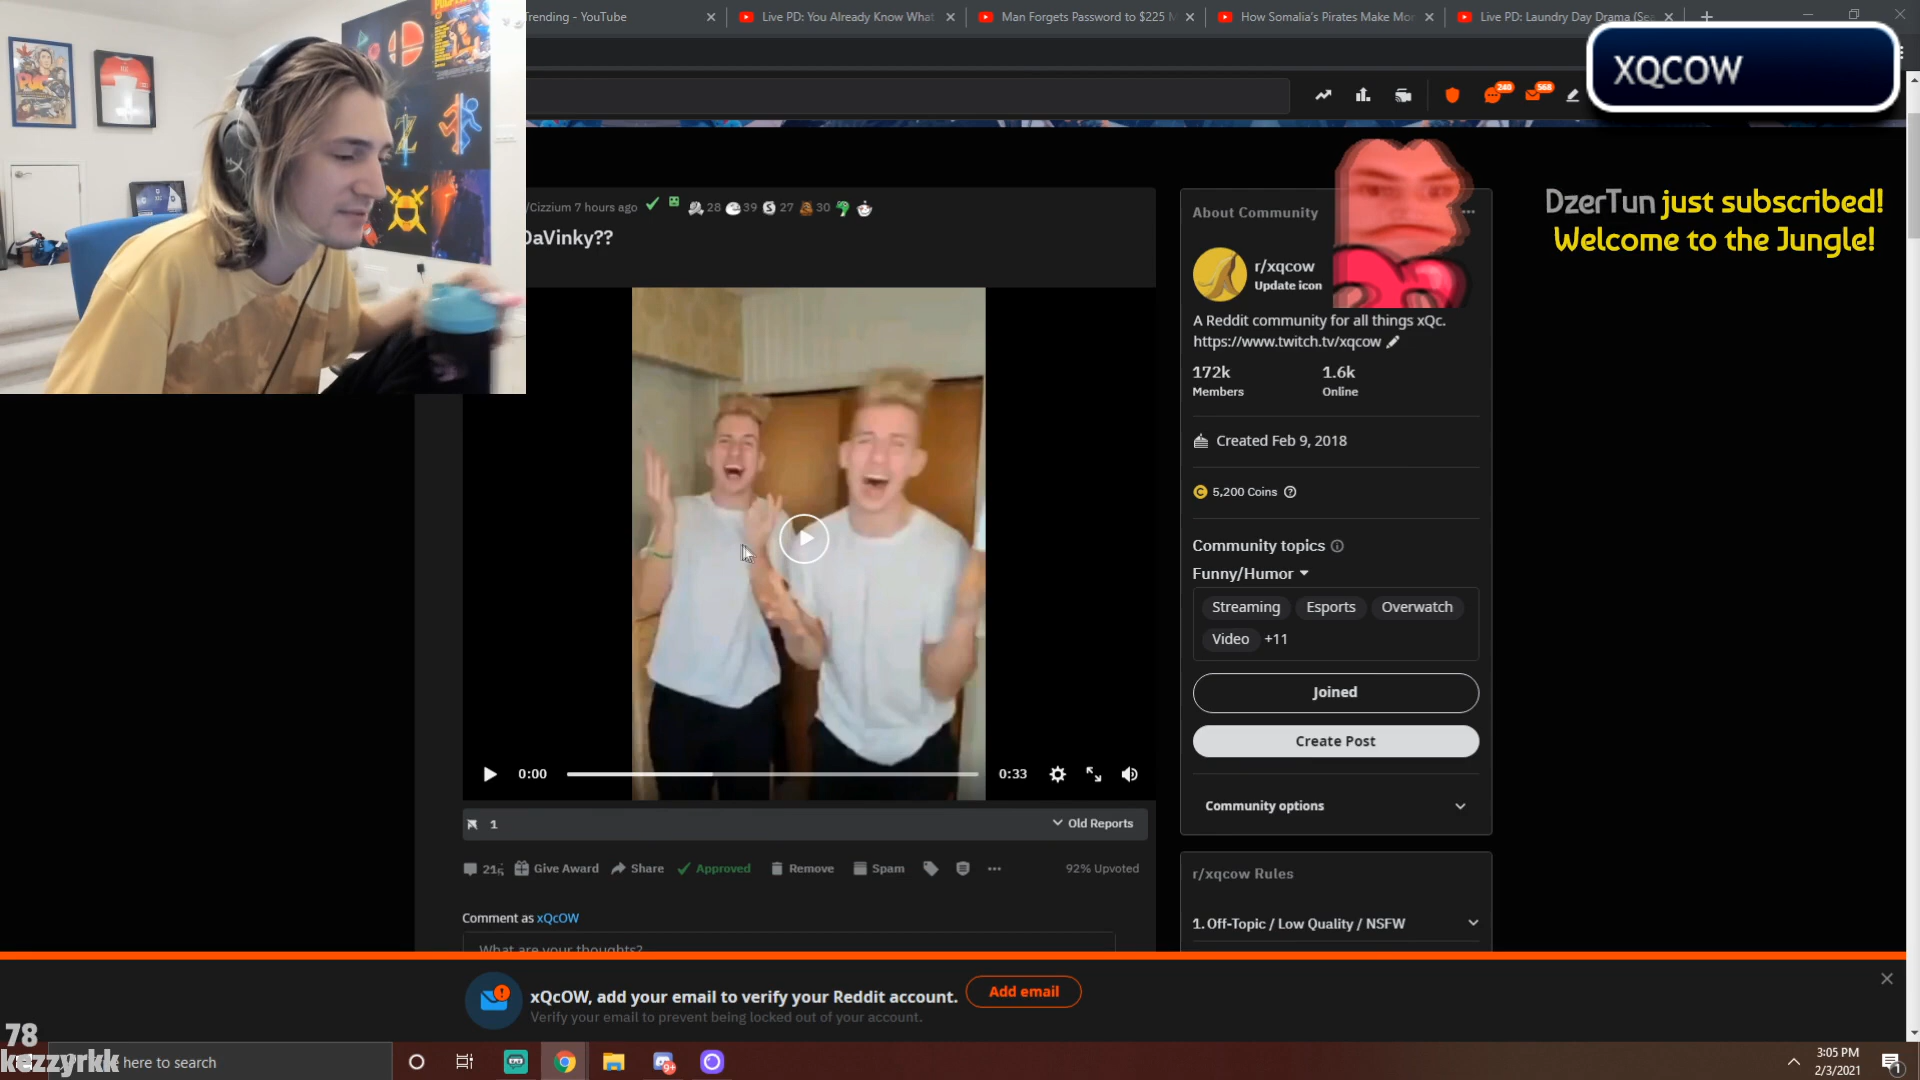 Trending - YouTube
Live PD: You Already Know What
Man Forgets Password to $225 M
How Somalia's Pirates Make Mo
Live PD: Laundry Day Drama (Sea
XQCOW
240
568
/Cizzium 7 hours ago
28
39
27
30
DaVinky??
About Community
r/xqcow
Update icon
A Reddit community for all things xQc.
https://www.twitch.tv/xqcow
172k
1.6k
Members
Online
Created Feb 9, 2018
5,200 Coins
Community topics
Funny/Humor
Streaming
Esports
Overwatch
Video
+11
Joined
Create Post
Community options
r/xqcow Rules
1. Off-Topic / Low Quality / NSFW
DzerTun just subscribed!
Welcome to the Jungle!
0:00
0:33
1
Old Reports
Give Award
Share
Approved
Remove
Spam
92% Upvoted
Comment as xQcOW
What are your thoughts?
xQcOW, add your email to verify your Reddit account.
Verify your email to prevent being locked out of your account.
Add email
78
kezzyrkk
here to search
9+
3:05 PM
2/3/2021
1